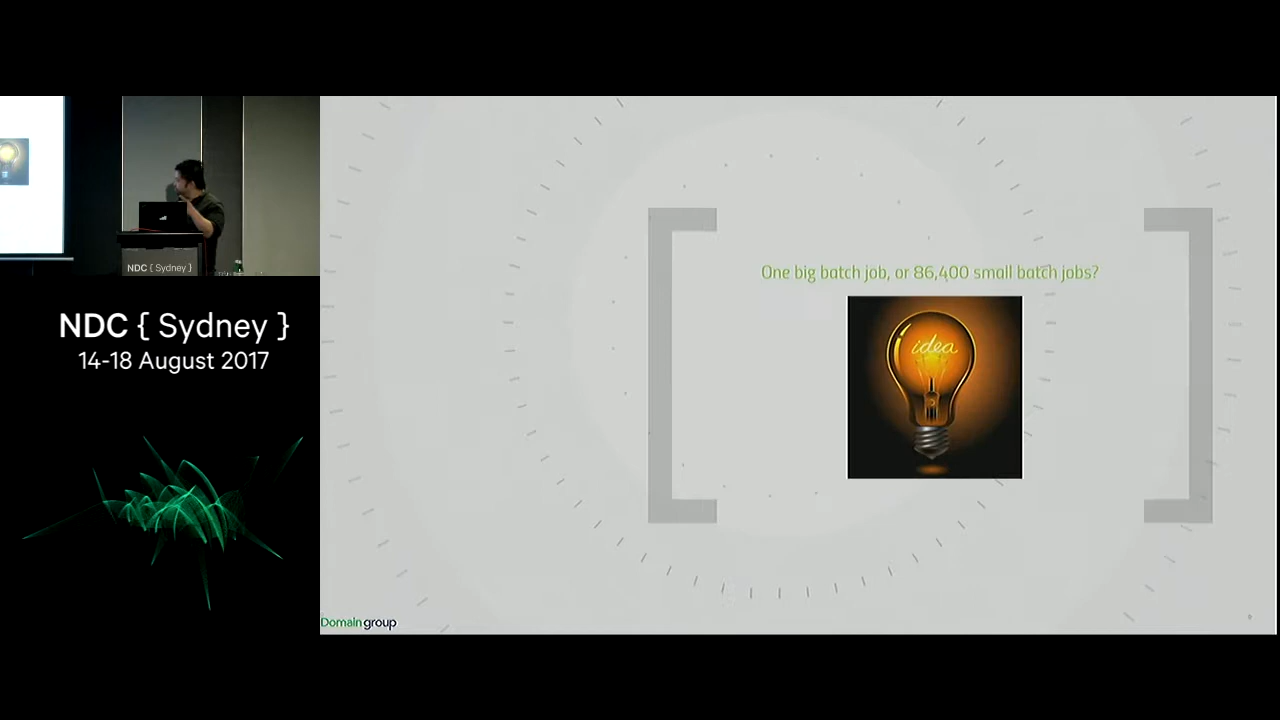 NDC { Sydney }
NDC { Sydney }
14-18 August 2017
One big batch job, or 86,400 small batch jobs?
idea
Domain group